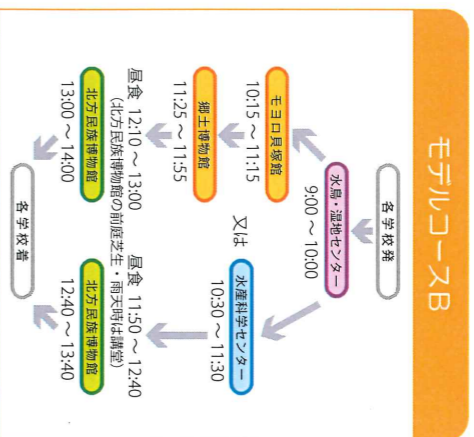 モデルコースB
各学校発
水鳥・湿地センター
9:00 ～ 10:00
モヨロ貝塚館
10:15 ～ 11:15
郷土博物館
11:25 ～ 11:55
昼食 12:10 ～ 13:00
北方民族博物館
13:00 ～ 14:00
又は
水産科学センター
10:30 ～ 11:30
昼食 11:50 ～ 12:40
(北方民族博物館の前庭芝生・雨天時は講堂)
北方民族博物館
12:40 ～ 13:40
各学校着